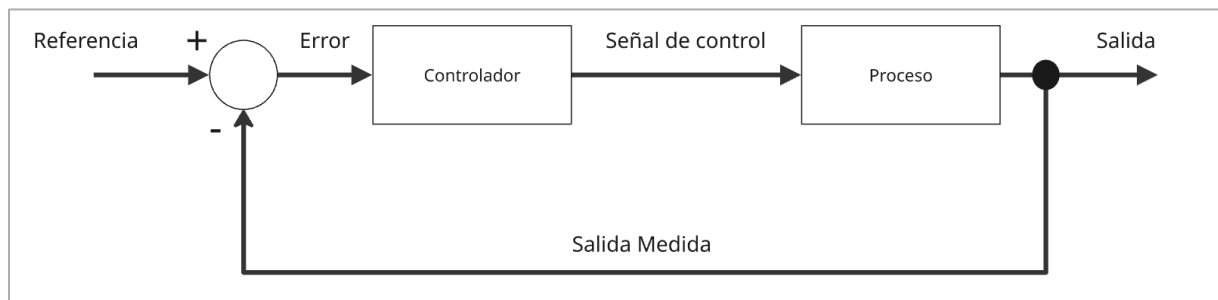 Referencia
+
Error
Señal de control
Salida
Controlador
Proceso
-
Salida Medida